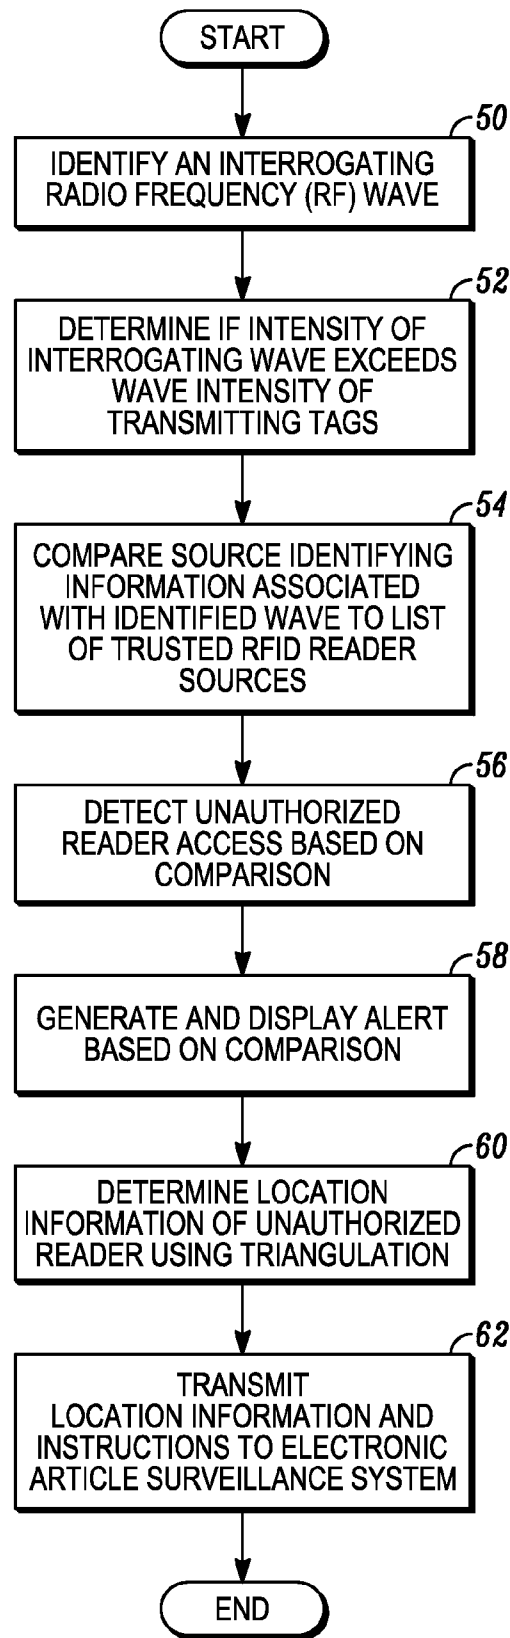 START
50
IDENTIFY AN INTERROGATING
RADIO FREQUENCY (RF) WAVE
52
DETERMINE IF INTENSITY OF
INTERROGATING WAVE EXCEEDS
WAVE INTENSITY OF
TRANSMITTING TAGS
54
COMPARE SOURCE IDENTIFYING
INFORMATION ASSOCIATED
WITH IDENTIFIED WAVE TO LIST
OF TRUSTED RFID READER
SOURCES
56
DETECT UNAUTHORIZED
READER ACCESS BASED ON
COMPARISON
58
GENERATE AND DISPLAY ALERT
BASED ON COMPARISON
60
DETERMINE LOCATION
INFORMATION OF UNAUTHORIZED
READER USING TRIANGULATION
62
TRANSMIT
LOCATION INFORMATION AND
INSTRUCTIONS TO ELECTRONIC
ARTICLE SURVEILLANCE SYSTEM
END